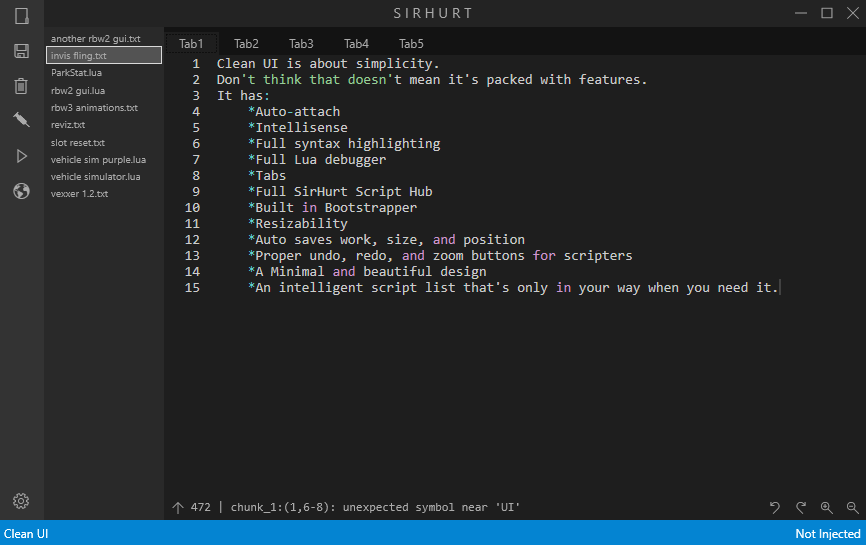 SIRHURT
another rbw2 gui.txt
invis fling.txt
ParkStat.lua
rbw2 gui.lua
rbw3 animations.txt
reviz.txt
slot reset.txt
vehicle sim purple.lua
vehicle simulator.lua
vexxer 1.2.txt
Tab1 Tab2 Tab3 Tab4 Tab5
1 Clean UI is about simplicity.
2 Don't think that doesn't mean it's packed with features.
3 It has:
4 *Auto-attach
5 *Intellisense
6 *Full syntax highlighting
7 *Full Lua debugger
8 *Tabs
9 *Full SirHurt Script Hub
10 *Built in Bootstrapper
11 *Resizability
12 *Auto saves work, size, and position
13 *Proper undo, redo, and zoom buttons for scripters
14 *A Minimal and beautiful design
15 *An intelligent script list that's only in your way when you need it.
472 | chunk_1:(1,6-8): unexpected symbol near 'UI'
Clean UI Not Injected